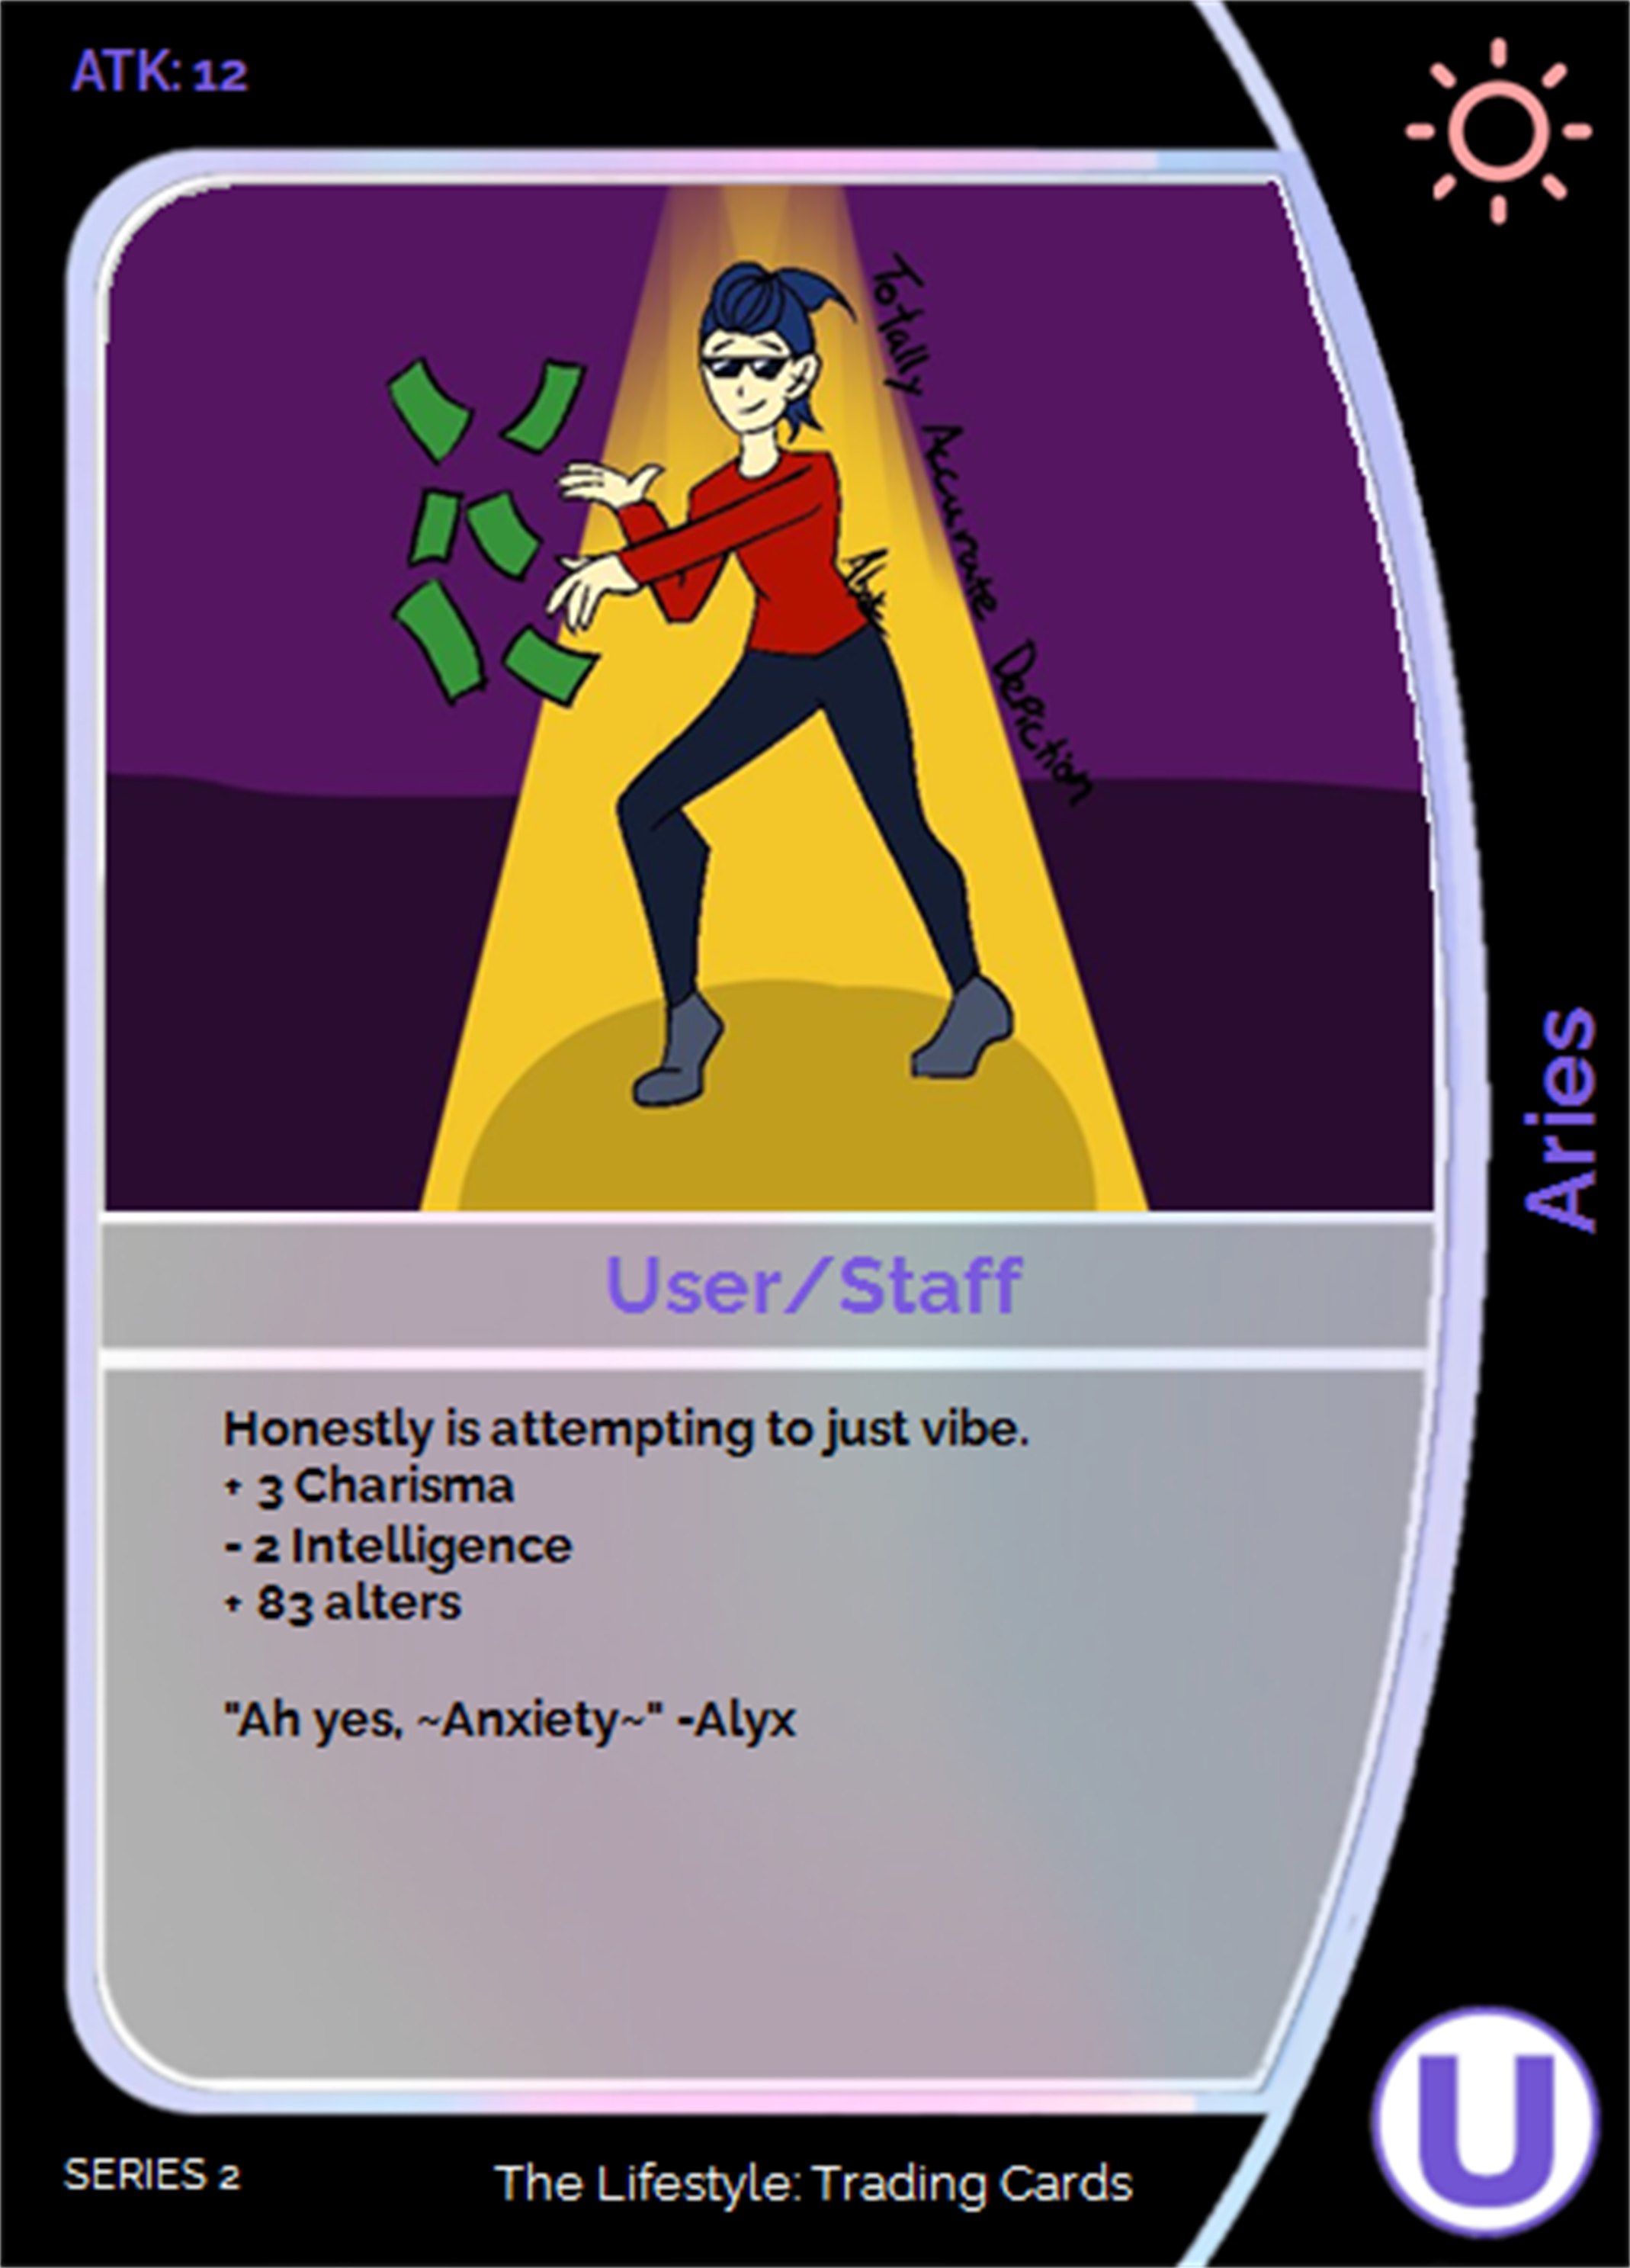 ATK: 12
Totally Accurate Depiction
Aries
User/Staff
Honestly is attempting to just vibe.
+ 3 Charisma
- 2 Intelligence
+ 83 alters
"Ah yes, ~Anxiety~" -Alyx
SERIES 2
The Lifestyle: Trading Cards
U